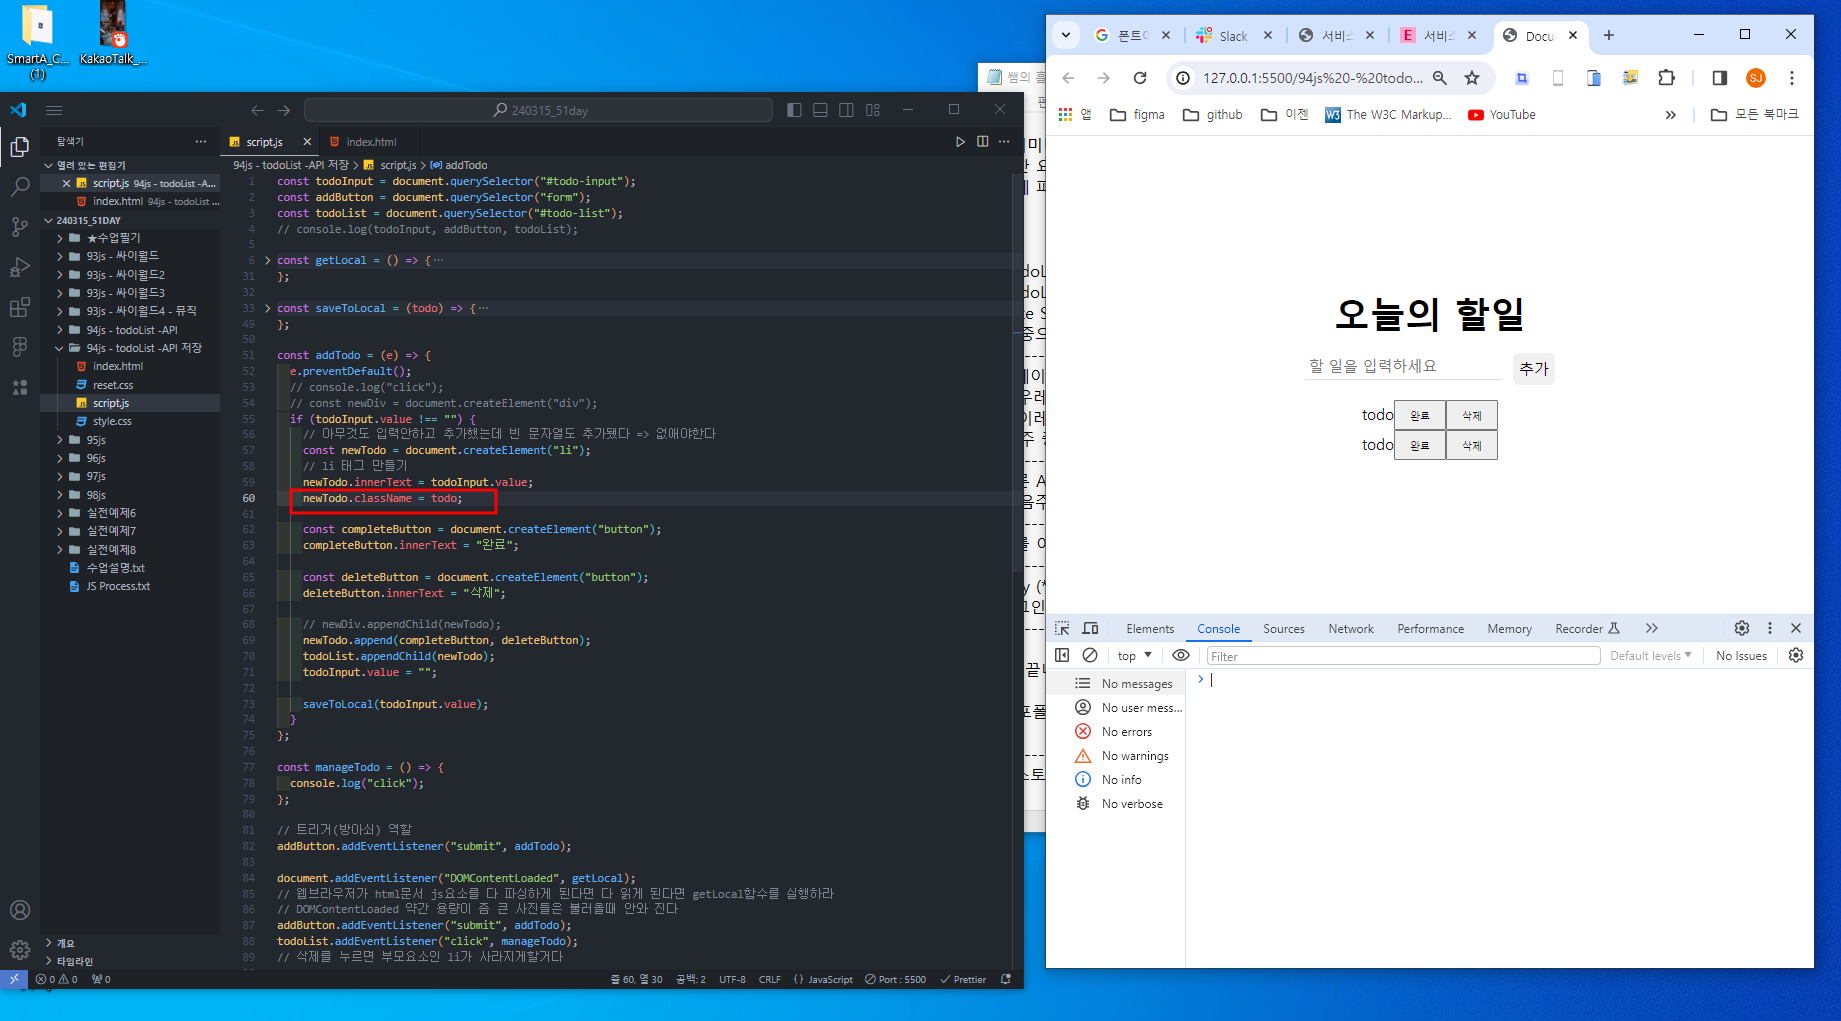 SmartA_C...
(1)
KakaoTalk_...
240315_51day
탐색기
script.js
index.html
94js - todoList -API 저장 > script.js > addTodo
열려 있는 편집기
script.js 94js - todoList -A...
index.html 94js - todoList ...
240315_51DAY
★수업필기
93js - 싸이월드
93js - 싸이월드2
93js - 싸이월드3
93js - 싸이월드4 - 뮤직
94js - todoList -API
94js - todoList -API 저장
index.html
reset.css
script.js
style.css
95js
96js
97js
98js
실전예제6
실전예제7
실전예제8
수업설명.txt
JS Process.txt
개요
타임라인
1 const todoInput = document.querySelector("#todo-input");
2 const addButton = document.querySelector("form");
3 const todoList = document.querySelector("#todo-list");
4 // console.log(todoInput, addButton, todoList);
5
6 const getLocal = () => {⋯
31 };
32
33 const saveToLocal = (todo) => {⋯
49 };
50
51 const addTodo = (e) => {
52 e.preventDefault();
53 // console.log("click");
54 // const newDiv = document.createElement("div");
55 if (todoInput.value !== "") {
56 // 아무것도 입력안하고 추가했는데 빈 문자열도 추가됐다 => 없애야한다
57 const newTodo = document.createElement("li");
58 // li 태그 만들기
59 newTodo.innerText = todoInput.value;
60 newTodo.className = todo;
61
62 const completeButton = document.createElement("button");
63 completeButton.innerText = "완료";
64
65 const deleteButton = document.createElement("button");
66 deleteButton.innerText = "삭제";
67
68 // newDiv.appendChild(newTodo);
69 newTodo.append(completeButton, deleteButton);
70 todoList.appendChild(newTodo);
71 todoInput.value = "";
72
73 saveToLocal(todoInput.value);
74 }
75 };
76
77 const manageTodo = () => {
78 console.log("click");
79 };
80
81 // 트리거(방아쇠) 역할
82 addButton.addEventListener("submit", addTodo);
83
84 document.addEventListener("DOMContentLoaded", getLocal);
85 // 웹브라우저가 html문서 js요소를 다 파싱하게 된다면 다 읽게 된다면 getLocal함수를 실행하라
86 // DOMContentLoaded 약간 용량이 좀 큰 사진들은 불러올때 안와 진다
87 addButton.addEventListener("submit", addTodo);
88 todoList.addEventListener("click", manageTodo);
89 // 삭제를 누르면 부모요소인 li가 사라지게할거다
0 0 0
줄 60, 열 30 공백: 2 UTF-8 CRLF {} JavaScript Port : 5500 Prettier
폰트
Slack
서비스
E 서비스
Docu
127.0.0.1:5500/94js%20-%20todo...
SJ
앱 figma github 이젠 W3 The W3C Markup... YouTube » 모든 북마크
오늘의 할일
할 일을 입력하세요 추가
todo 완료 삭제
todo 완료 삭제
Elements Console Sources Network Performance Memory Recorder
top Filter Default levels No Issues
No messages
No user mess...
No errors
No warnings
No info
No verbose